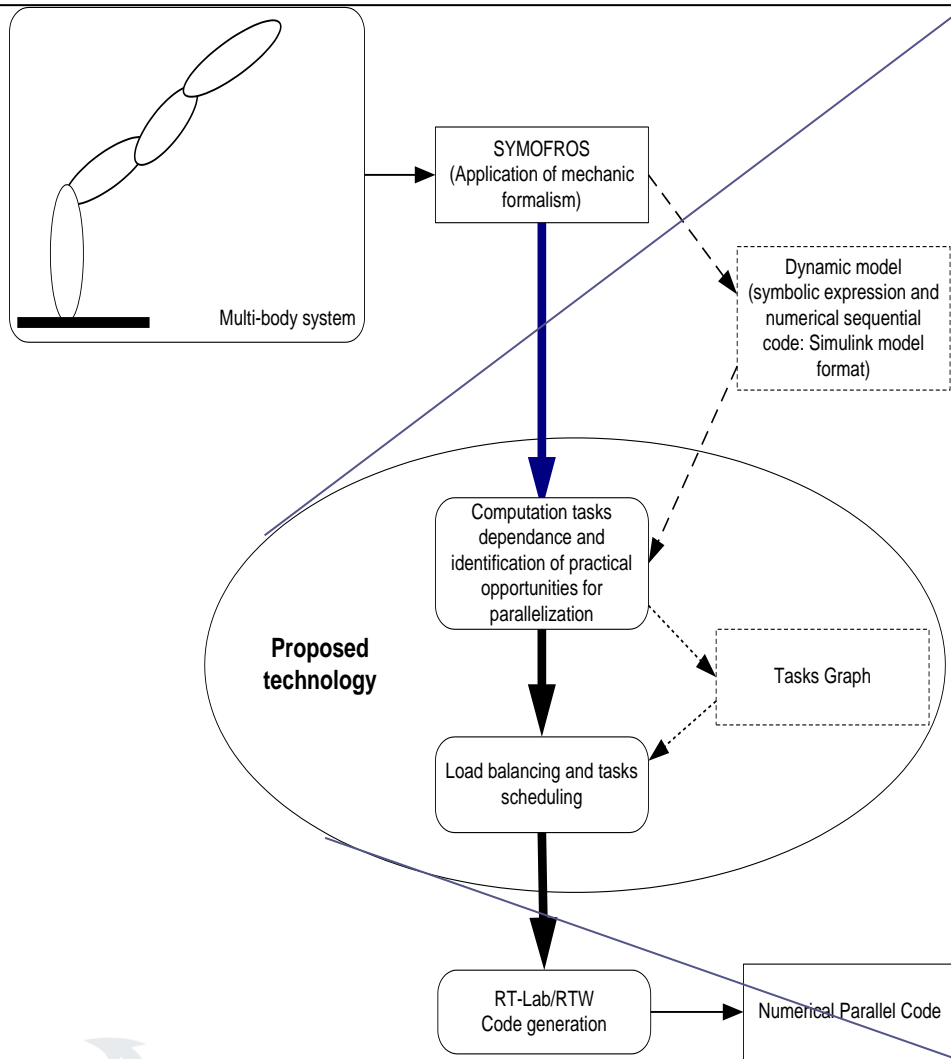 SYMOFROS
(Application of mechanic
formalism)
Multi-body system
Dynamic model
(symbolic expression and
numerical sequential
code: Simulink model
format)
Computation tasks
dependance and
identification of practical
opportunities for
parallelization
Proposed
technology
Tasks Graph
Load balancing and tasks
scheduling
RT-Lab/RTW
Code generation
Numerical Parallel Code